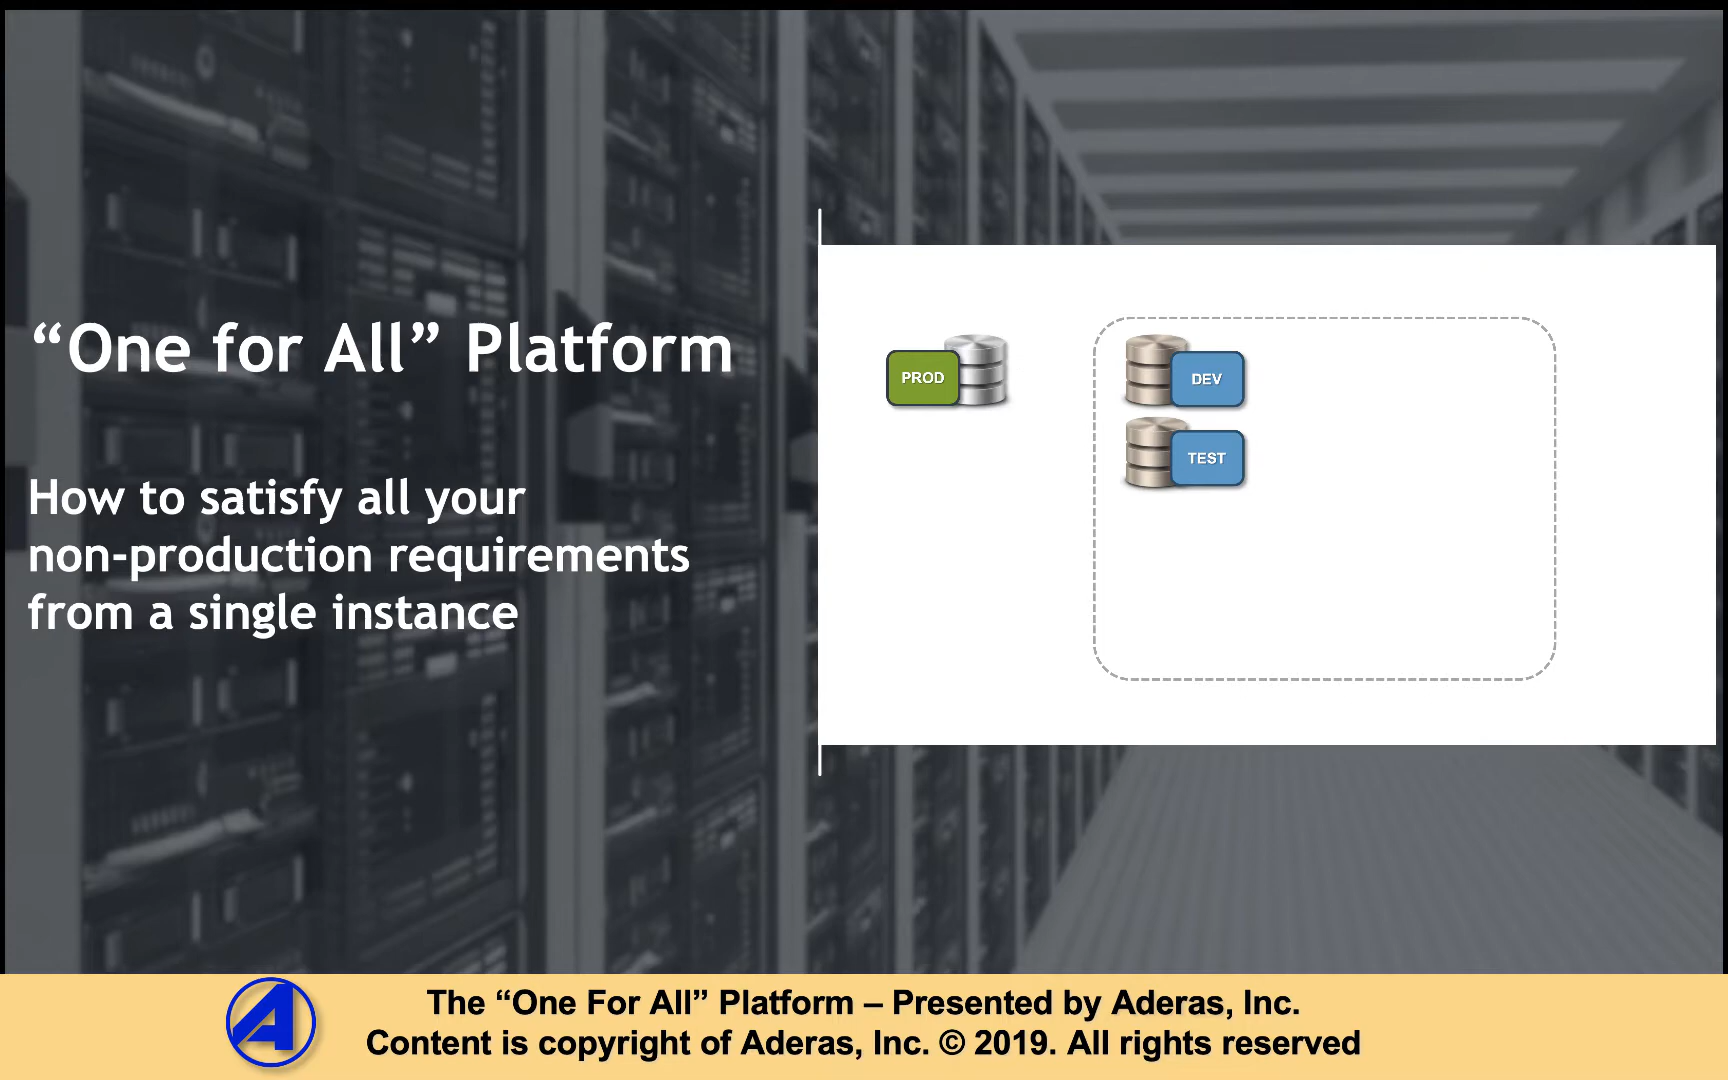 “One for All” Platform
How to satisfy all your
non-production requirements
from a single instance
PROD
DEV
TEST
The “One For All” Platform – Presented by Aderas, Inc.
Content is copyright of Aderas, Inc. © 2019. All rights reserved